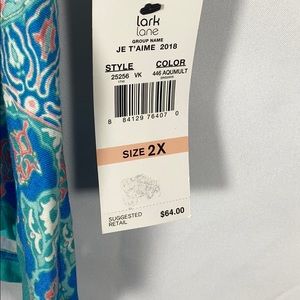 lark
lane
GROUP NAME
JE T'AIME 2018
STYLE COLOR
25256 VK 446 AQUMULT
8 84129 76407 0
SIZE 2X
SUGGESTED
RETAIL
$64.00